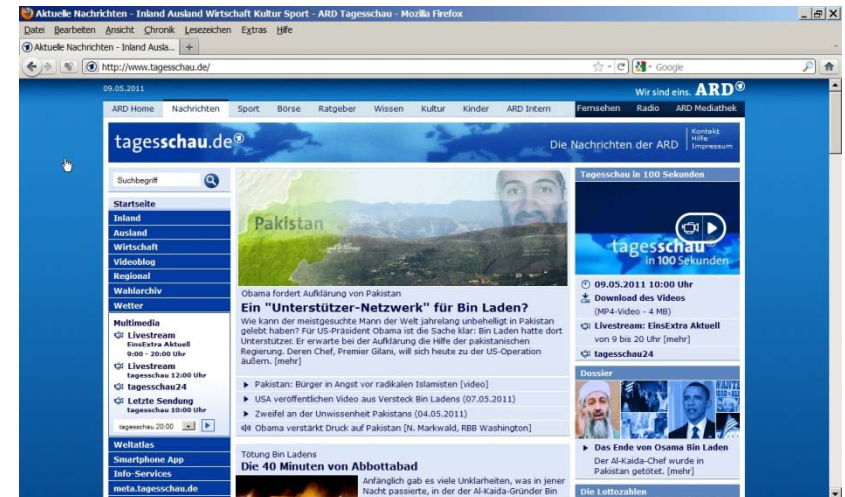 Aktuelle Nachrichten - Inland Ausland Wirtschaft Kultur Sport - ARD Tagesschau - Mozilla Firefox
Datei Bearbeiten Ansicht Chronik Lesezeichen Extras Hilfe
Aktuelle Nachrichten - Inland Ausla...
http://www.tagesschau.de/
Google
09.05.2011
Wir sind eins. ARD
ARD Home Nachrichten Sport Börse Ratgeber Wissen Kultur Kinder ARD Intern Fernsehen Radio ARD Mediathek
tagesschau.de
Die Nachrichten der ARD
Kontakt
Hilfe
Impressum
Suchbegriff
Startseite
Inland
Ausland
Wirtschaft
Videoblog
Regional
Wahlarchiv
Wetter
Multimedia
Livestream
EinsExtra Aktuell
9:00 - 20:00 Uhr
Livestream
tagesschau 12:00 Uhr
tagesschau24
Letzte Sendung
tagesschau 10:00 Uhr
tagesschau 20:00
Weltatlas
Smartphone App
Info-Services
meta.tagesschau.de
Pakistan
Obama fordert Aufklärung von Pakistan
Ein "Unterstützer-Netzwerk" für Bin Laden?
Wie kann der meistgesuchte Mann der Welt jahrelang unbehelligt in Pakistan
gelebt haben? Für US-Präsident Obama ist die Sache klar: Bin Laden hatte dort
Unterstützer. Er erwarte bei der Aufklärung die Hilfe der pakistanischen
Regierung. Deren Chef, Premier Gilani, will sich heute zu der US-Operation
äußern. [mehr]
Pakistan: Bürger in Angst vor radikalen Islamisten [video]
USA veröffentlichen Video aus Versteck Bin Ladens (07.05.2011)
Zweifel an der Unwissenheit Pakistans (04.05.2011)
Obama verstärkt Druck auf Pakistan [N. Markwald, RBB Washington]
Tötung Bin Ladens
Die 40 Minuten von Abbottabad
Anfänglich gab es viele Unklarheiten, was in jener
Nacht passierte, in der der Al-Kaida-Gründer Bin
Tagesschau in 100 Sekunden
tagesschau
in 100 Sekunden
09.05.2011 10:00 Uhr
Download des Videos
(MP4-Video - 4 MB)
Livestream: EinsExtra Aktuell
von 9 bis 20 Uhr [mehr]
tagesschau24
Dossier
Das Ende von Osama Bin Laden
Der Al-Kaida-Chef wurde in
Pakistan getötet. [mehr]
Die Lottozahlen